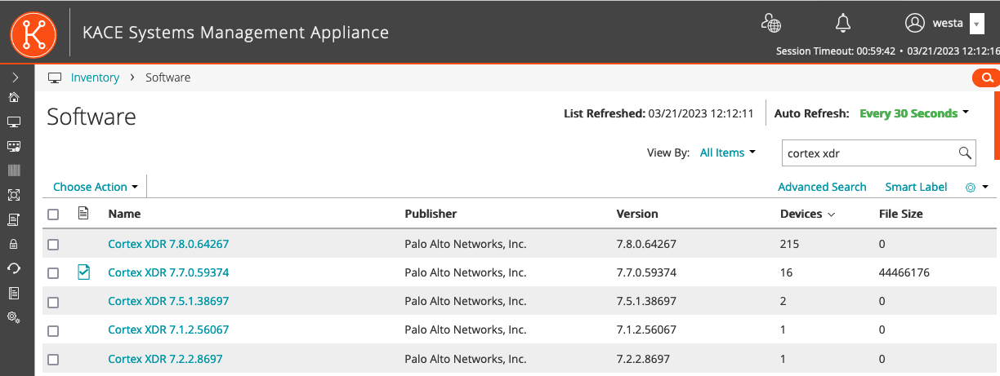 KACE Systems Management Appliance
westa
Session Timeout: 00:59:42 • 03/21/2023 12:12:16
Inventory > Software
Software
List Refreshed: 03/21/2023 12:12:11
Auto Refresh: Every 30 Seconds
View By: All Items
cortex xdr
Choose Action
Advanced Search Smart Label
Name Publisher Version Devices File Size
Cortex XDR 7.8.0.64267 Palo Alto Networks, Inc. 7.8.0.64267 215 0
Cortex XDR 7.7.0.59374 Palo Alto Networks, Inc. 7.7.0.59374 16 44466176
Cortex XDR 7.5.1.38697 Palo Alto Networks, Inc. 7.5.1.38697 2 0
Cortex XDR 7.1.2.56067 Palo Alto Networks, Inc. 7.1.2.56067 1 0
Cortex XDR 7.2.2.8697 Palo Alto Networks, Inc. 7.2.2.8697 1 0